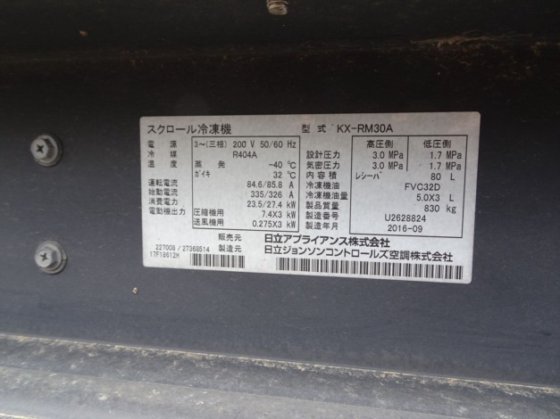 スクロール冷凍機 型式 KX-RM30A
電源 3〜(三相) 200 V 50/60 Hz
冷媒 R404A
温度 蒸発 -40 ℃
ガイキ 32 ℃
運転電流 84.6/85.8 A
始動電流 335/326 A
消費電力 23.5/27.4 kW
電動機出力 圧縮機用 7.4X3 kW
送風機用 0.275X3 kW
高圧側 低圧側
設計圧力 3.0 MPa 1.7 MPa
気密圧力 3.0 MPa 1.7 MPa
内容積 レシーバ 80 L
冷凍機油 FVC32D
冷凍機油量 5.0X3 L
製品質量 830 kg
製造番号 U2628824
製造年月 2016-09
販売元 日立アプライアンス株式会社
227008 /27368514 製造元 日立ジョンソンコントロールズ空調株式会社
17F18612H